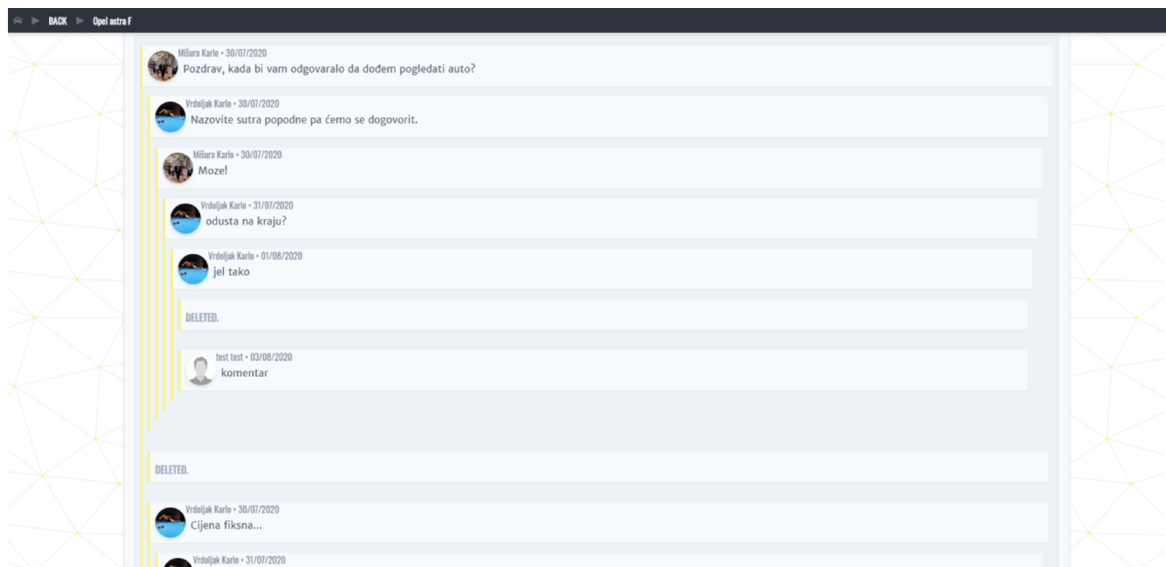 BACK Opel astra F
Mišura Karlo • 30/07/2020
Pozdrav, kada bi vam odgovaralo da dođem pogledati auto?
Vrdoljak Karlo • 30/07/2020
Nazovite sutra popodne pa ćemo se dogovorit.
Mišura Karlo • 30/07/2020
Moze!
Vrdoljak Karlo • 31/07/2020
odusta na kraju?
Vrdoljak Karlo • 01/08/2020
jel tako
DELETED.
test test • 03/08/2020
komentar
DELETED.
Vrdoljak Karlo • 30/07/2020
Cijena fiksna...
Vrdoljak Karlo • 31/07/2020